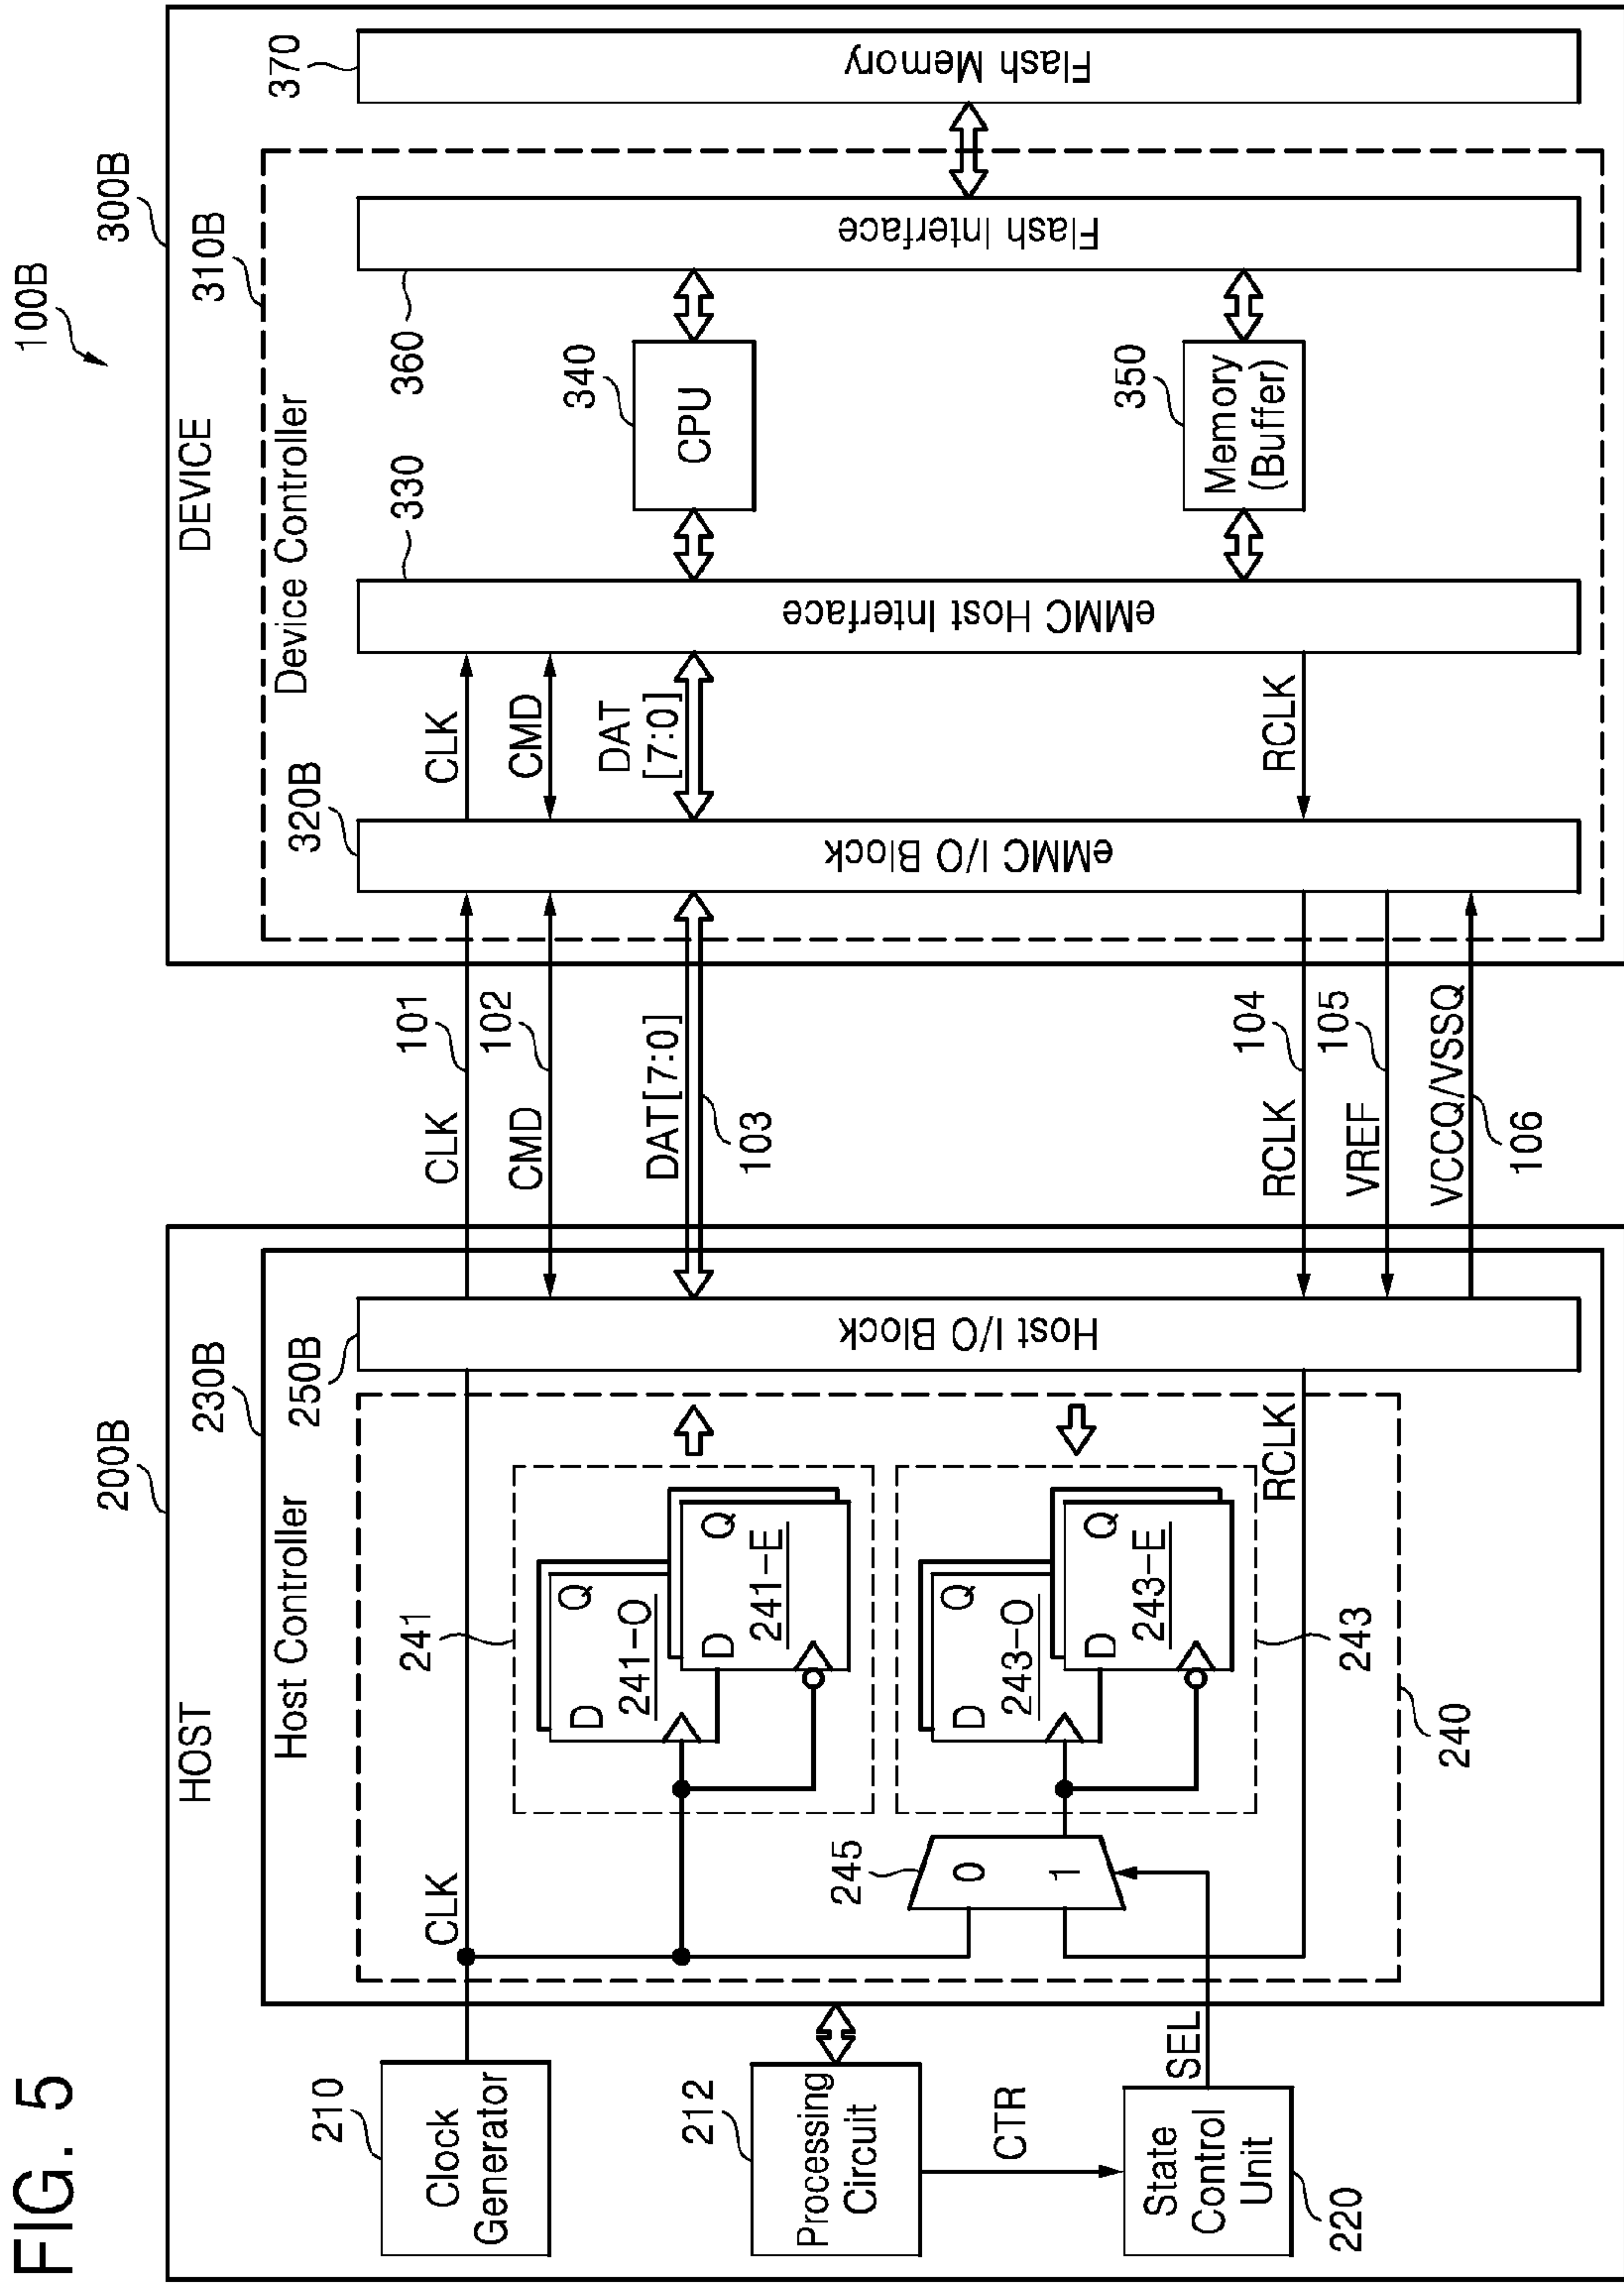 FIG. 5
100B
200B
HOST
210
Clock
Generator
212
Processing
Circuit
CTR
State
Control
Unit
220
SEL
230B
Host Controller
CLK
241
D
Q
241-O
D
Q
241-E
245
0
1
D
Q
243-O
D
Q
243-E
243
240
RCLK
250B
Host I/O Block
CLK
101
CMD
102
DAT[7:0]
103
RCLK
104
VREF
105
VCCQ/VSSQ
106
300B
DEVICE
310B
Device Controller
320B
eMMC I/O Block
CLK
CMD
DAT
[7:0]
RCLK
330
eMMC Host Interface
340
CPU
350
Memory
(Buffer)
360
Flash Interface
370
Flash Memory